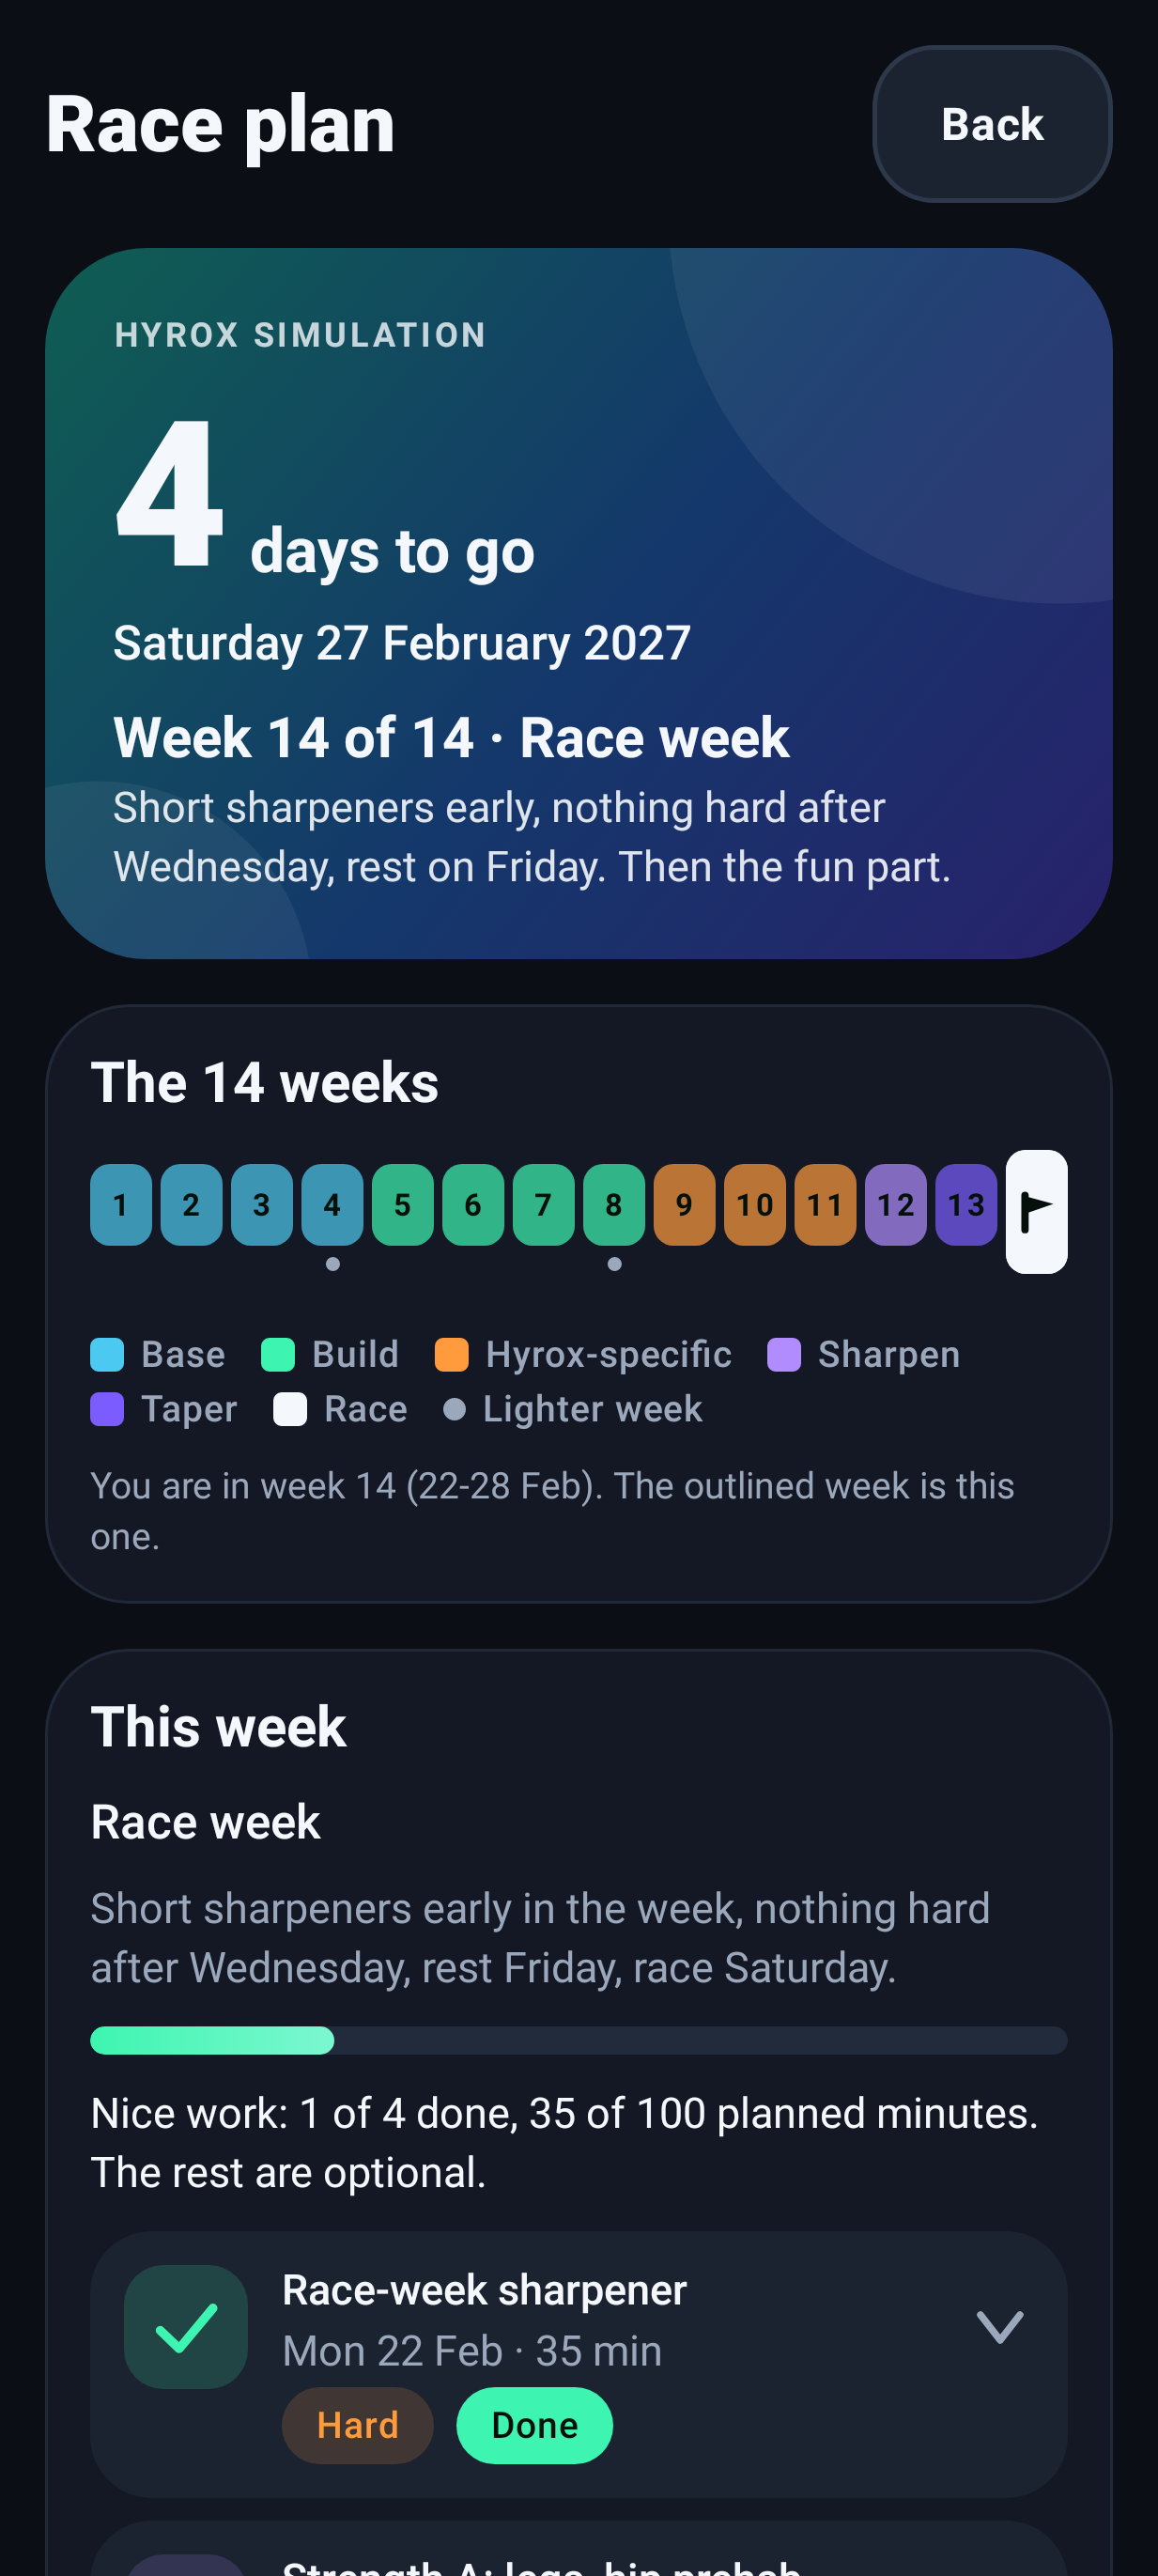 Race plan
Back
HYROX SIMULATION
4 days to go
Saturday 27 February 2027
Week 14 of 14 · Race week
Short sharpeners early, nothing hard after
Wednesday, rest on Friday. Then the fun part.
The 14 weeks
1 2 3 4 5 6 7 8 9 10 11 12 13
Base Build Hyrox-specific Sharpen
Taper Race Lighter week
You are in week 14 (22-28 Feb). The outlined week is this
one.
This week
Race week
Short sharpeners early in the week, nothing hard
after Wednesday, rest Friday, race Saturday.
Nice work: 1 of 4 done, 35 of 100 planned minutes.
The rest are optional.
Race-week sharpener
Mon 22 Feb · 35 min
Hard Done
Strength A: legs, hip prehab